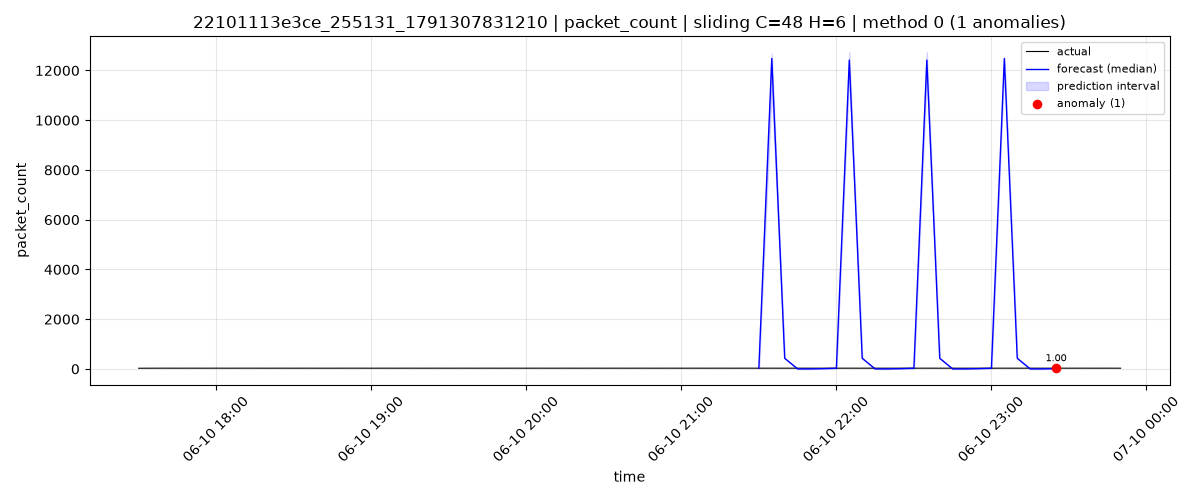 22101113e3ce_255131_1791307831210 | packet_count | sliding C=48 H=6 | method 0 (1 anomalies)
actual
forecast (median)
prediction interval
anomaly (1)
packet_count
12000
10000
8000
6000
4000
2000
0
1.00
06-10 18:00
06-10 19:00
06-10 20:00
06-10 21:00
06-10 22:00
06-10 23:00
07-10 00:00
time